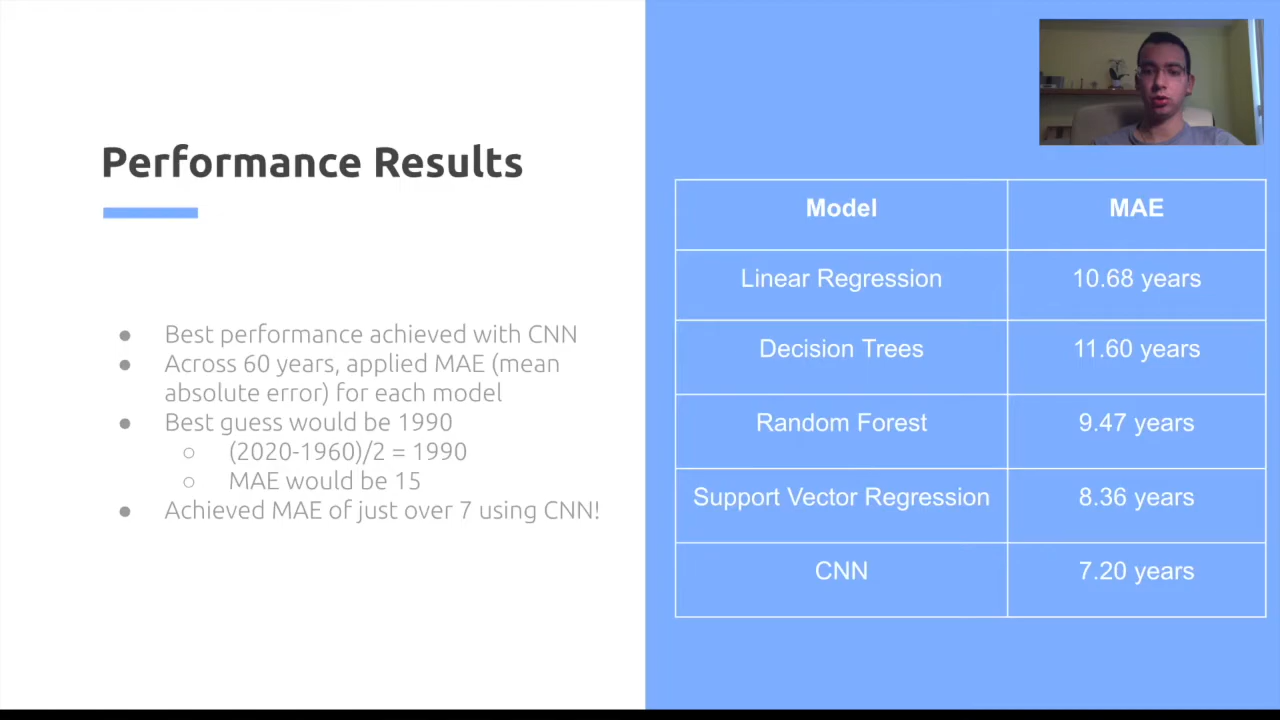 Performance Results
● Best performance achieved with CNN
● Across 60 years, applied MAE (mean
absolute error) for each model
● Best guess would be 1990
○ (2020-1960)/2 = 1990
○ MAE would be 15
● Achieved MAE of just over 7 using CNN!
Model MAE
Linear Regression 10.68 years
Decision Trees 11.60 years
Random Forest 9.47 years
Support Vector Regression 8.36 years
CNN 7.20 years